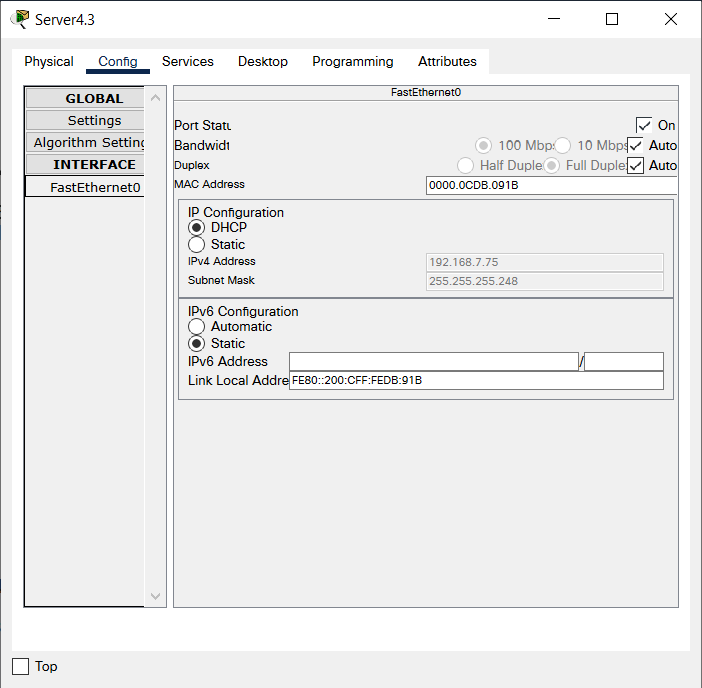 Server4.3
Physical Config Services Desktop Programming Attributes
GLOBAL
Settings
Algorithm Setting
INTERFACE
FastEthernet0
FastEthernet0
Port Statu
On
Bandwidt
100 Mbps 10 Mbps Auto
Duplex
Half Duple Full Duple Auto
MAC Address
0000.0CDB.091B
IP Configuration
DHCP
Static
IPv4 Address
192.168.7.75
Subnet Mask
255.255.255.248
IPv6 Configuration
Automatic
Static
IPv6 Address
/
Link Local Addre
FE80::200:CFF:FEDB:91B
Top